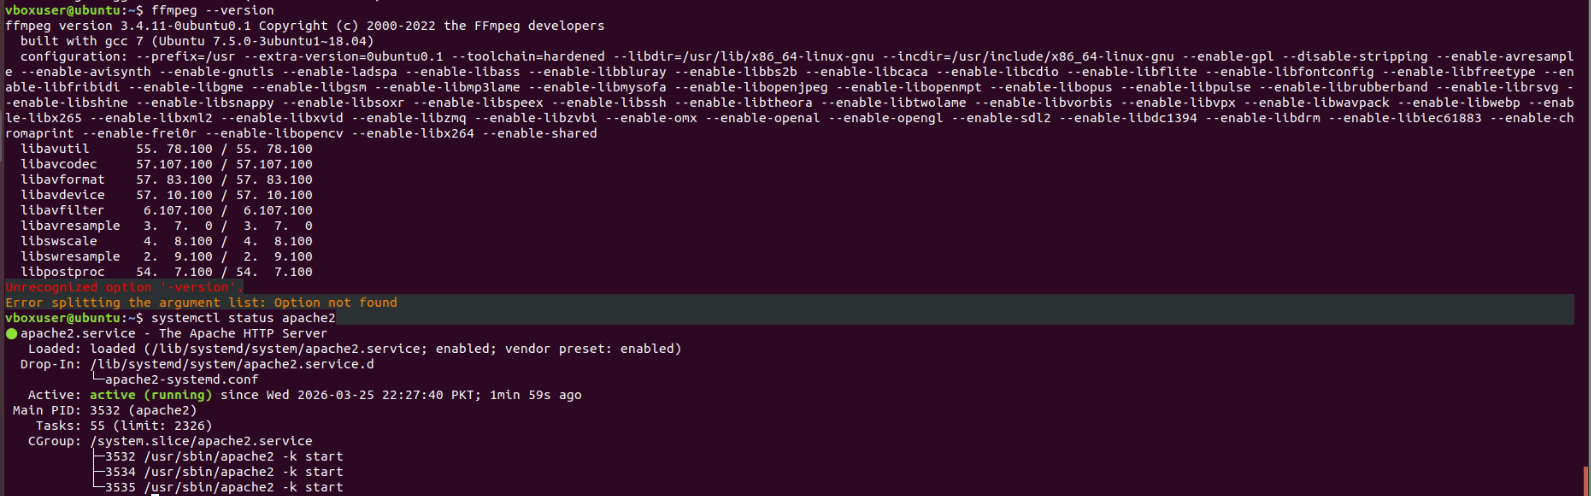 vboxuser@ubuntu:~$ ffmpeg --version
ffmpeg version 3.4.11-0ubuntu0.1 Copyright (c) 2000-2022 the FFmpeg developers
  built with gcc 7 (Ubuntu 7.5.0-3ubuntu1~18.04)
  configuration: --prefix=/usr --extra-version=0ubuntu0.1 --toolchain=hardened --libdir=/usr/lib/x86_64-linux-gnu --incdir=/usr/include/x86_64-linux-gnu --enable-gpl --disable-stripping --enable-avresampl
e --enable-avisynth --enable-gnutls --enable-ladspa --enable-libass --enable-libbluray --enable-libbs2b --enable-libcaca --enable-libcdio --enable-libflite --enable-libfontconfig --enable-libfreetype --en
able-libfribidi --enable-libgme --enable-libgsm --enable-libmp3lame --enable-libmysofa --enable-libopenjpeg --enable-libopenmpt --enable-libopus --enable-libpulse --enable-librubberband --enable-librsvg -
-enable-libshine --enable-libsnappy --enable-libsoxr --enable-libspeex --enable-libssh --enable-libtheora --enable-libtwolame --enable-libvorbis --enable-libvpx --enable-libwavpack --enable-libwebp --enab
le-libx265 --enable-libxml2 --enable-libxvid --enable-libzmq --enable-libzvbi --enable-omx --enable-openal --enable-opengl --enable-sdl2 --enable-libdc1394 --enable-libdrm --enable-libiec61883 --enable-ch
romaprint --enable-frei0r --enable-libopencv --enable-libx264 --enable-shared
  libavutil      55. 78.100 / 55. 78.100
  libavcodec     57.107.100 / 57.107.100
  libavformat    57. 83.100 / 57. 83.100
  libavdevice    57. 10.100 / 57. 10.100
  libavfilter     6.107.100 /  6.107.100
  libavresample   3.  7.  0 /  3.  7.  0
  libswscale      4.  8.100 /  4.  8.100
  libswresample   2.  9.100 /  2.  9.100
  libpostproc    54.  7.100 / 54.  7.100
Unrecognized option '-version'.
Error splitting the argument list: Option not found
vboxuser@ubuntu:~$ systemctl status apache2
● apache2.service - The Apache HTTP Server
   Loaded: loaded (/lib/systemd/system/apache2.service; enabled; vendor preset: enabled)
  Drop-In: /lib/systemd/system/apache2.service.d
           └─apache2-systemd.conf
   Active: active (running) since Wed 2026-03-25 22:27:40 PKT; 1min 59s ago
 Main PID: 3532 (apache2)
    Tasks: 55 (limit: 2326)
   CGroup: /system.slice/apache2.service
           ├─3532 /usr/sbin/apache2 -k start
           ├─3534 /usr/sbin/apache2 -k start
           └─3535 /usr/sbin/apache2 -k start